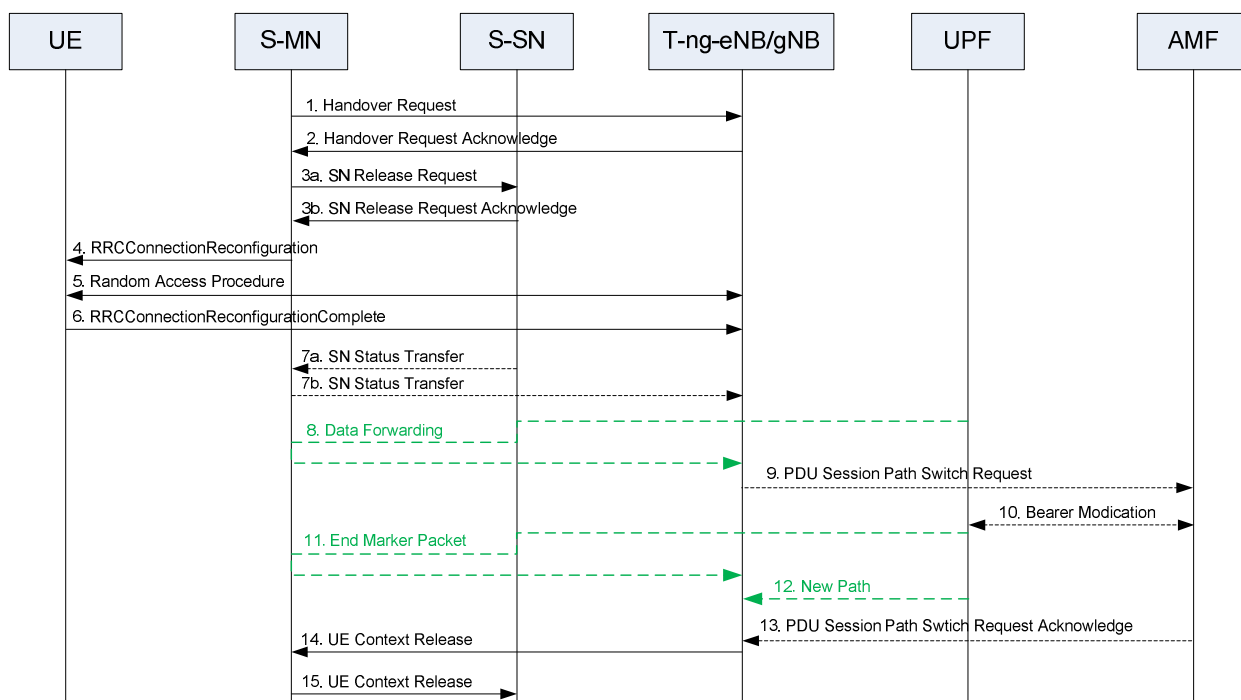 UE
S-MN
S-SN
T-ng-eNB/gNB
UPF
AMF
1. Handover Request
2. Handover Request Acknowledge
3a. SN Release Request
3b. SN Release Request Acknowledge
4. RRCConnectionReconfiguration
5. Random Access Procedure
6. RRCConnectionReconfigurationComplete
7a. SN Status Transfer
7b. SN Status Transfer
8. Data Forwarding
9. PDU Session Path Switch Request
10. Bearer Modication
11. End Marker Packet
12. New Path
13. PDU Session Path Swtich Request Acknowledge
14. UE Context Release
15. UE Context Release